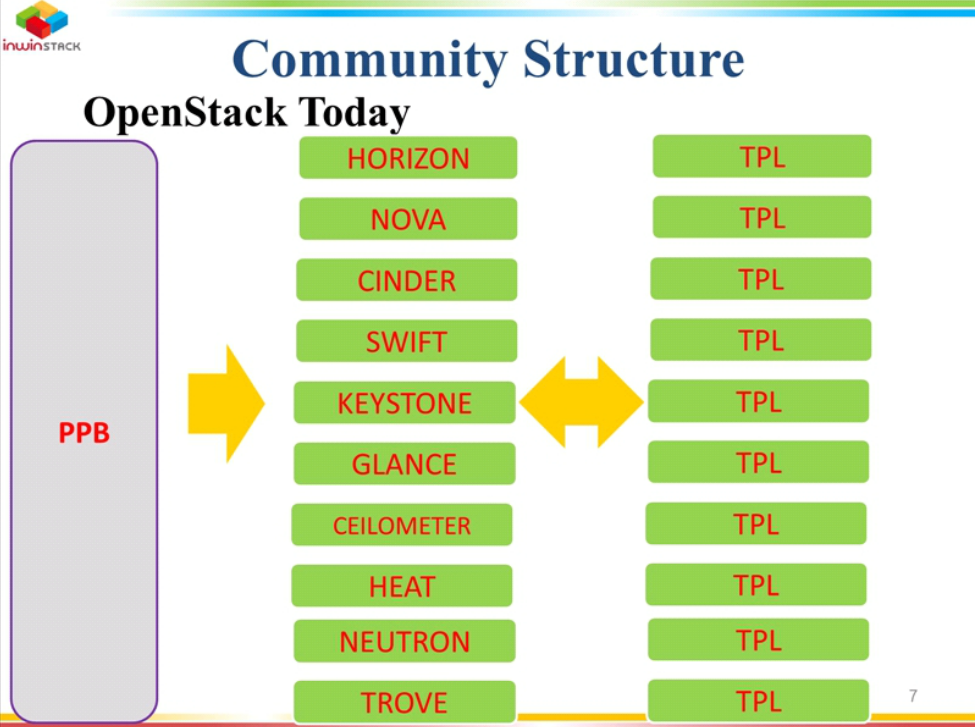 inwinSTACK
Community Structure
OpenStack Today
PPB
HORIZON TPL
NOVA TPL
CINDER TPL
SWIFT TPL
KEYSTONE TPL
GLANCE TPL
CEILOMETER TPL
HEAT TPL
NEUTRON TPL
TROVE TPL
7